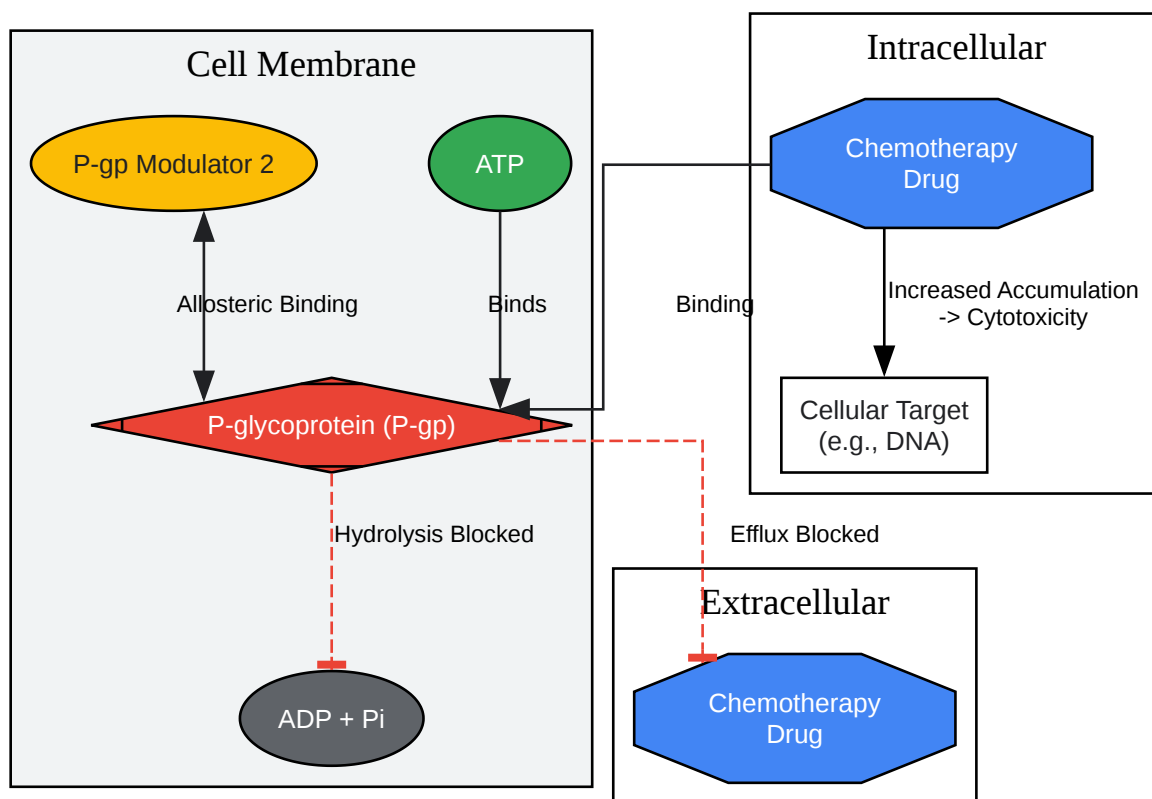 Cell Membrane
Intracellular
P-gp Modulator 2
ATP
Chemotherapy
Drug
Allosteric Binding
Binds
Binding
Increased Accumulation
-> Cytotoxicity
P-glycoprotein (P-gp)
Cellular Target
(e.g., DNA)
Hydrolysis Blocked
Efflux Blocked
Extracellular
ADP + Pi
Chemotherapy
Drug